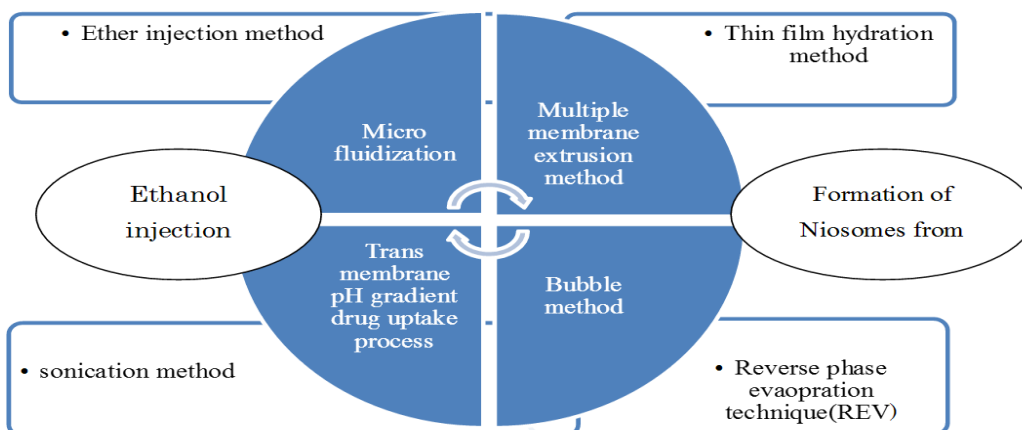 • Ether injection method
• Thin film hydration
method
Micro
fluidization
Multiple
membrane
extrusion
method
Ethanol
injection
Formation of
Niosomes from
Trans
membrane
pH gradient
drug uptake
process
Bubble
method
• sonication method
• Reverse phase
evaopration
technique(REV)